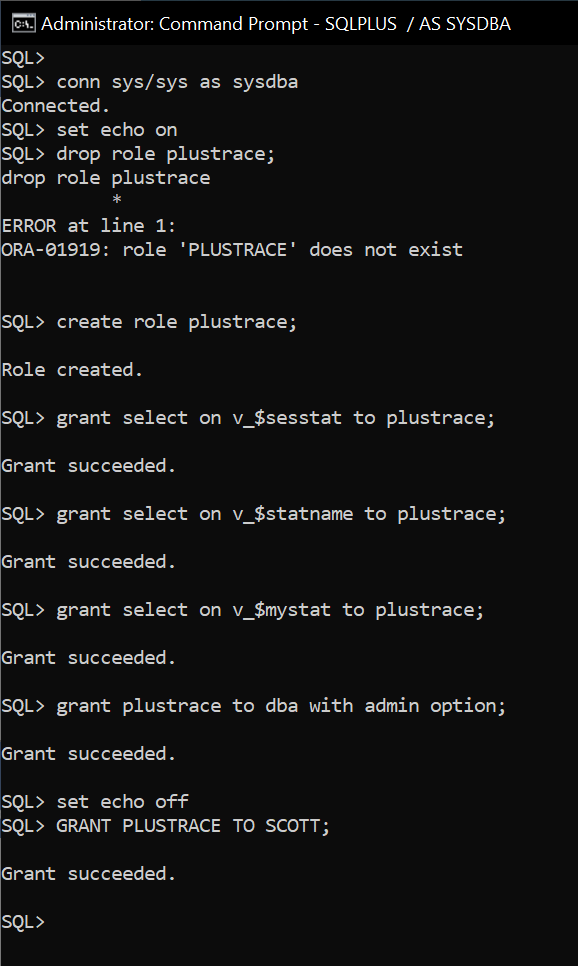 Administrator: Command Prompt - SQLPLUS / AS SYSDBA
SQL>
SQL> conn sys/sys as sysdba
Connected.
SQL> set echo on
SQL> drop role plustrace;
drop role plustrace
          *
ERROR at line 1:
ORA-01919: role 'PLUSTRACE' does not exist
SQL> create role plustrace;
Role created.
SQL> grant select on v_$sesstat to plustrace;
Grant succeeded.
SQL> grant select on v_$statname to plustrace;
Grant succeeded.
SQL> grant select on v_$mystat to plustrace;
Grant succeeded.
SQL> grant plustrace to dba with admin option;
Grant succeeded.
SQL> set echo off
SQL> GRANT PLUSTRACE TO SCOTT;
Grant succeeded.
SQL>